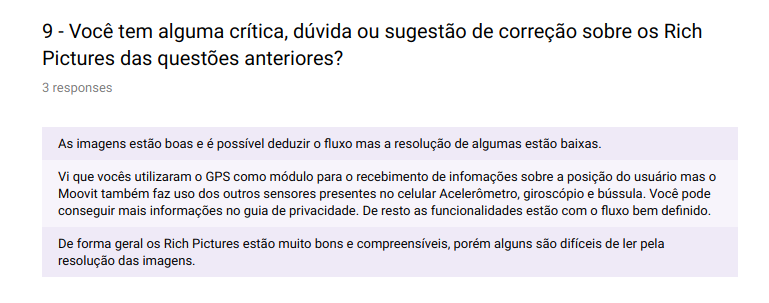 9 - Você tem alguma crítica, dúvida ou sugestão de correção sobre os Rich
Pictures das questões anteriores?
3 responses
As imagens estão boas e é possível deduzir o fluxo mas a resolução de algumas estão baixas.
Vi que vocês utilizaram o GPS como módulo para o recebimento de infomações sobre a posição do usuário mas o
Moovit também faz uso dos outros sensores presentes no celular Acelerômetro, giroscópio e bússula. Você pode
conseguir mais informações no guia de privacidade. De resto as funcionalidades estão com o fluxo bem definido.
De forma geral os Rich Pictures estão muito bons e compreensíveis, porém alguns são difíceis de ler pela
resolução das imagens.